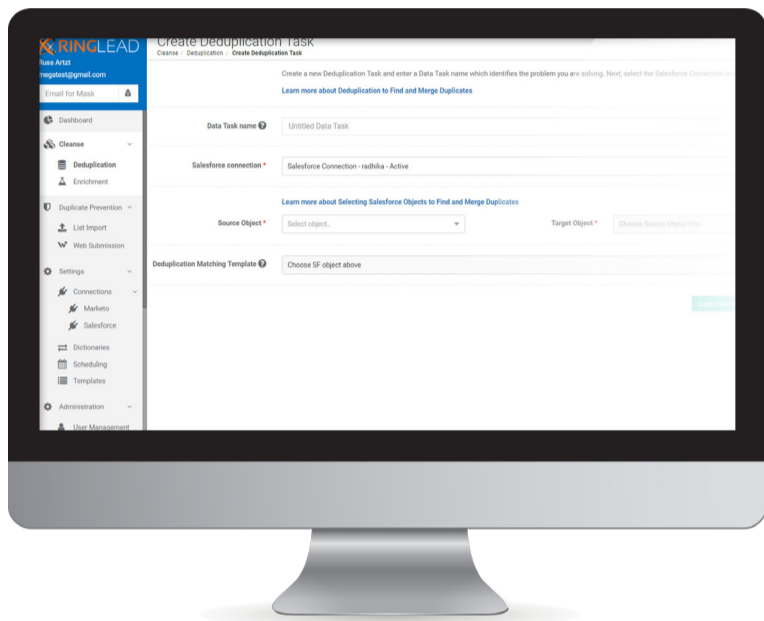 RINGLEAD
Russ Artzt
megatest@gmail.com
Email for Mask
Dashboard
Cleanse
Deduplication
Enrichment
Duplicate Prevention
List Import
Web Submission
Settings
Connections
Marketo
Salesforce
Dictionaries
Scheduling
Templates
Administration
User Management
Create Deduplication Task
Cleanse / Deduplication / Create Deduplication Task
Create a new Deduplication Task and enter a Data Task name which identifies the problem you are solving. Next, select the Salesforce Connection
Learn more about Deduplication to Find and Merge Duplicates
Data Task name
Untitled Data Task
Salesforce connection *
Salesforce Connection - radhika - Active
Learn more about Selecting Salesforce Objects to Find and Merge Duplicates
Source Object * Select object.. Target Object * Choose Source Object first
Deduplication Matching Template
Choose SF object above